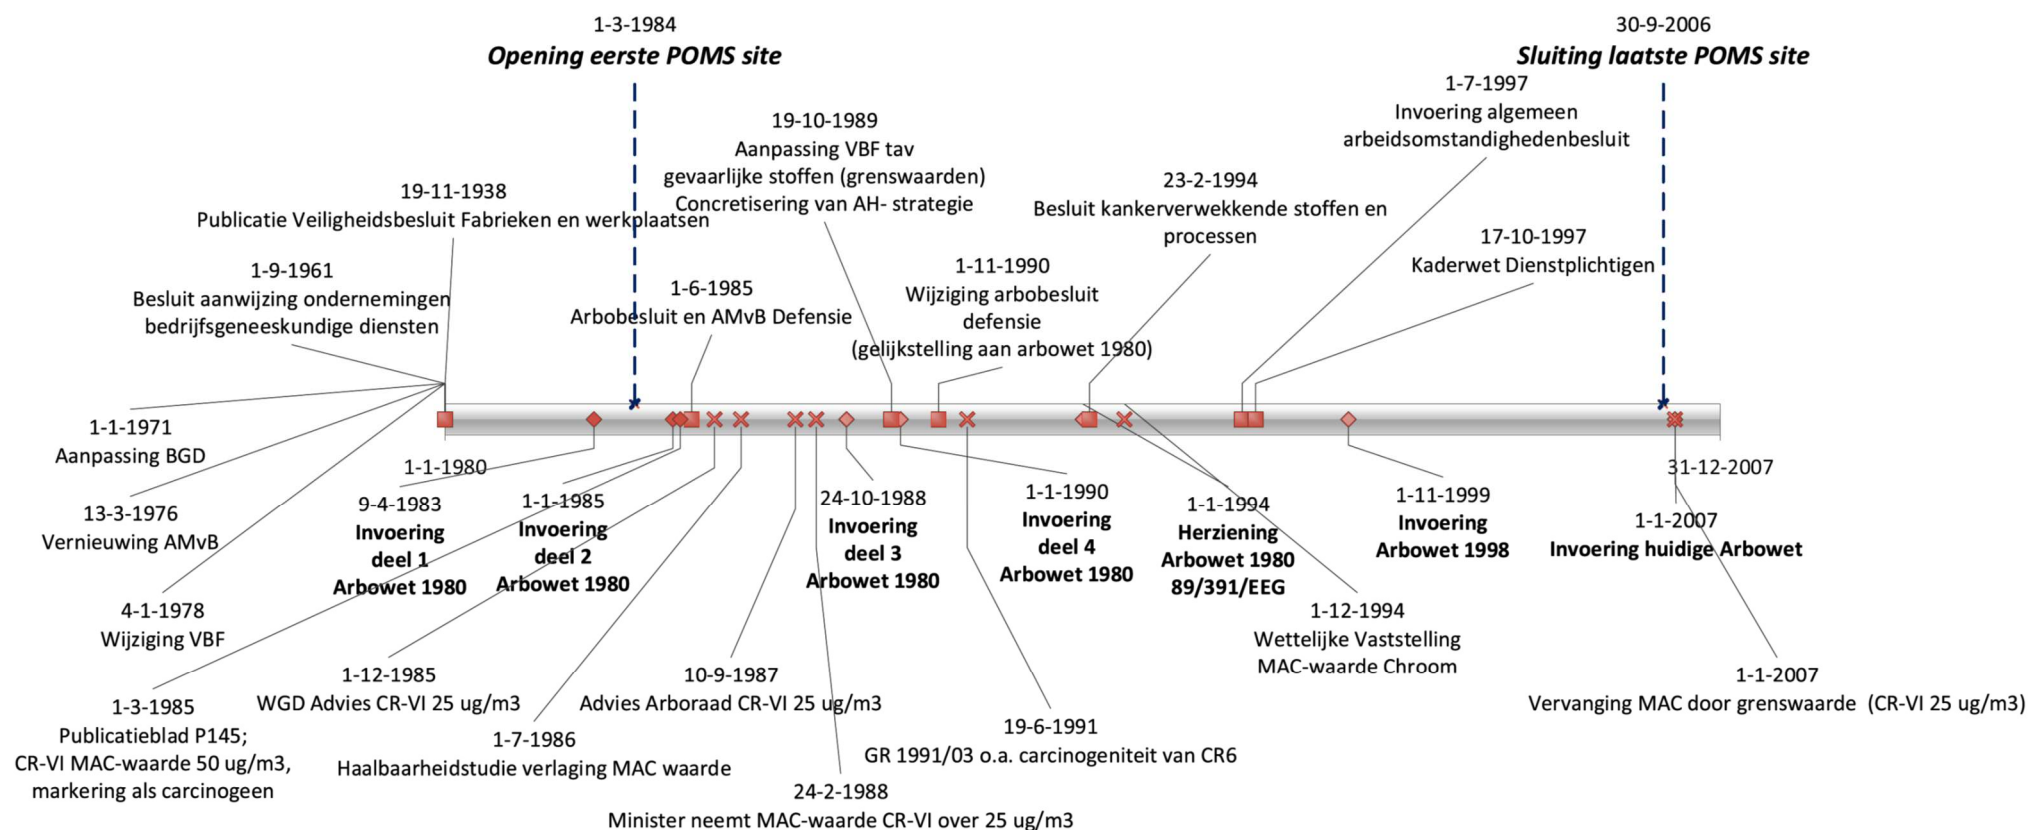 1-3-1984
Opening eerste POMS site
30-9-2006
Sluiting laatste POMS site
1-7-1997
Invoering algemeen
arbeidsomstandighedenbesluit
19-10-1989
Aanpassing VBF tav
gevaarlijke stoffen (grenswaarden)
Concretisering van AH- strategie
19-11-1938
Publicatie Veiligheidsbesluit Fabrieken en werkplaatsen
23-2-1994
Besluit kankerverwekkende stoffen en
processen
17-10-1997
Kaderwet Dienstplichtigen
1-9-1961
Besluit aanwijzing ondernemingen
bedrijfsgeneeskundige diensten
1-6-1985
Arbobesluit en AMvB Defensie
1-11-1990
Wijziging arbobesluit
defensie
(gelijkstelling aan arbowet 1980)
1-1-1971
Aanpassing BGD
13-3-1976
Vernieuwing AMvB
4-1-1978
Wijziging VBF
1-1-1980
31-12-2007
9-4-1983
Invoering
deel 1
Arbowet 1980
1-1-1985
Invoering
deel 2
Arbowet 1980
24-10-1988
Invoering
deel 3
Arbowet 1980
1-1-1990
Invoering
deel 4
Arbowet 1980
1-1-1994
Herziening
Arbowet 1980
89/391/EEG
1-11-1999
Invoering
Arbowet 1998
1-1-2007
Invoering huidige Arbowet
1-3-1985
Publicatieblad P145;
CR-VI MAC-waarde 50 ug/m3,
markering als carcinogeen
1-12-1985
WGD Advies CR-VI 25 ug/m3
1-7-1986
Haalbaarheidstudie verlaging MAC waarde
10-9-1987
Advies Arboraad CR-VI 25 ug/m3
24-2-1988
Minister neemt MAC-waarde CR-VI over 25 ug/m3
19-6-1991
GR 1991/03 o.a. carcinogeniteit van CR6
1-12-1994
Wettelijke Vaststelling
MAC-waarde Chroom
1-1-2007
Vervanging MAC door grenswaarde (CR-VI 25 ug/m3)